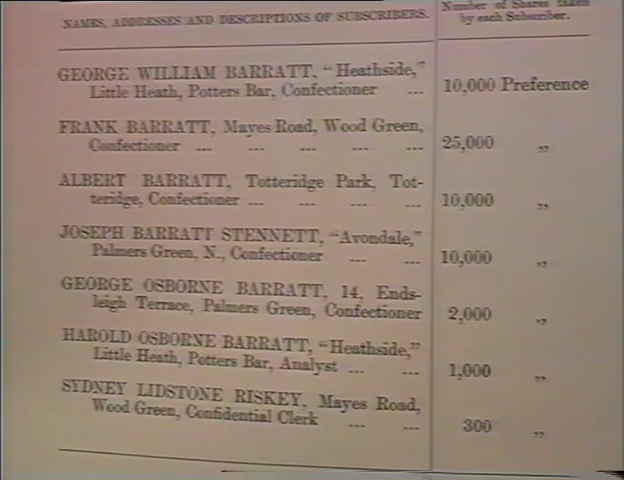 NAMES, ADDRESSES AND DESCRIPTIONS OF SUBSCRIBERS.
Number of Shares taken
by each Subscriber.
GEORGE WILLIAM BARRATT, "Heathside,"
Little Heath, Potters Bar, Confectioner ...
10,000 Preference
FRANK BARRATT, Mayes Road, Wood Green,
Confectioner ... ... ... ... ...
25,000 „
ALBERT BARRATT, Totteridge Park, Tot-
teridge, Confectioner ... ... ... ...
10,000 „
JOSEPH BARRATT STENNETT, "Avondale,"
Palmers Green, N., Confectioner ... ...
10,000 „
GEORGE OSBORNE BARRATT, 14, Ends-
leigh Terrace, Palmers Green, Confectioner
2,000 „
HAROLD OSBORNE BARRATT, "Heathside,"
Little Heath, Potters Bar, Analyst ... ...
1,000 „
SYDNEY LIDSTONE RISKEY, Mayes Road,
Wood Green, Confidential Clerk ... ...
300 „